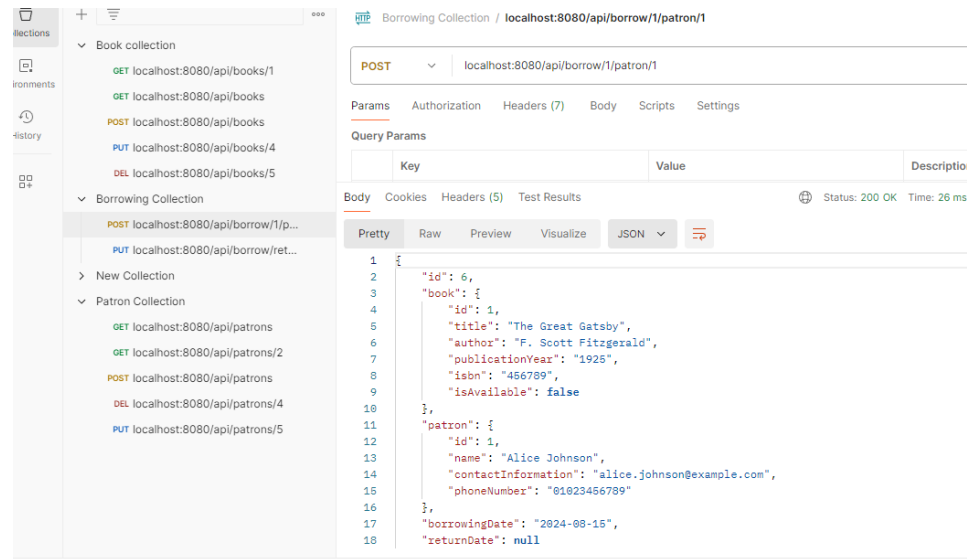 llections
ironments
History
Book collection
GET localhost:8080/api/books/1
GET localhost:8080/api/books
POST localhost:8080/api/books
PUT localhost:8080/api/books/4
DEL localhost:8080/api/books/5
Borrowing Collection
POST localhost:8080/api/borrow/1/p...
PUT localhost:8080/api/borrow/ret...
New Collection
Patron Collection
GET localhost:8080/api/patrons
GET localhost:8080/api/patrons/2
POST localhost:8080/api/patrons
DEL localhost:8080/api/patrons/4
PUT localhost:8080/api/patrons/5
HTTP Borrowing Collection / localhost:8080/api/borrow/1/patron/1
POST localhost:8080/api/borrow/1/patron/1
Params Authorization Headers (7) Body Scripts Settings
Query Params
Key Value Description
Body Cookies Headers (5) Test Results Status: 200 OK Time: 26 ms
Pretty Raw Preview Visualize JSON
1 {
2 "id": 6,
3 "book": {
4 "id": 1,
5 "title": "The Great Gatsby",
6 "author": "F. Scott Fitzgerald",
7 "publicationYear": "1925",
8 "isbn": "456789",
9 "isAvailable": false
10 },
11 "patron": {
12 "id": 1,
13 "name": "Alice Johnson",
14 "contactInformation": "alice.johnson@example.com",
15 "phoneNumber": "01023456789"
16 },
17 "borrowingDate": "2024-08-15",
18 "returnDate": null